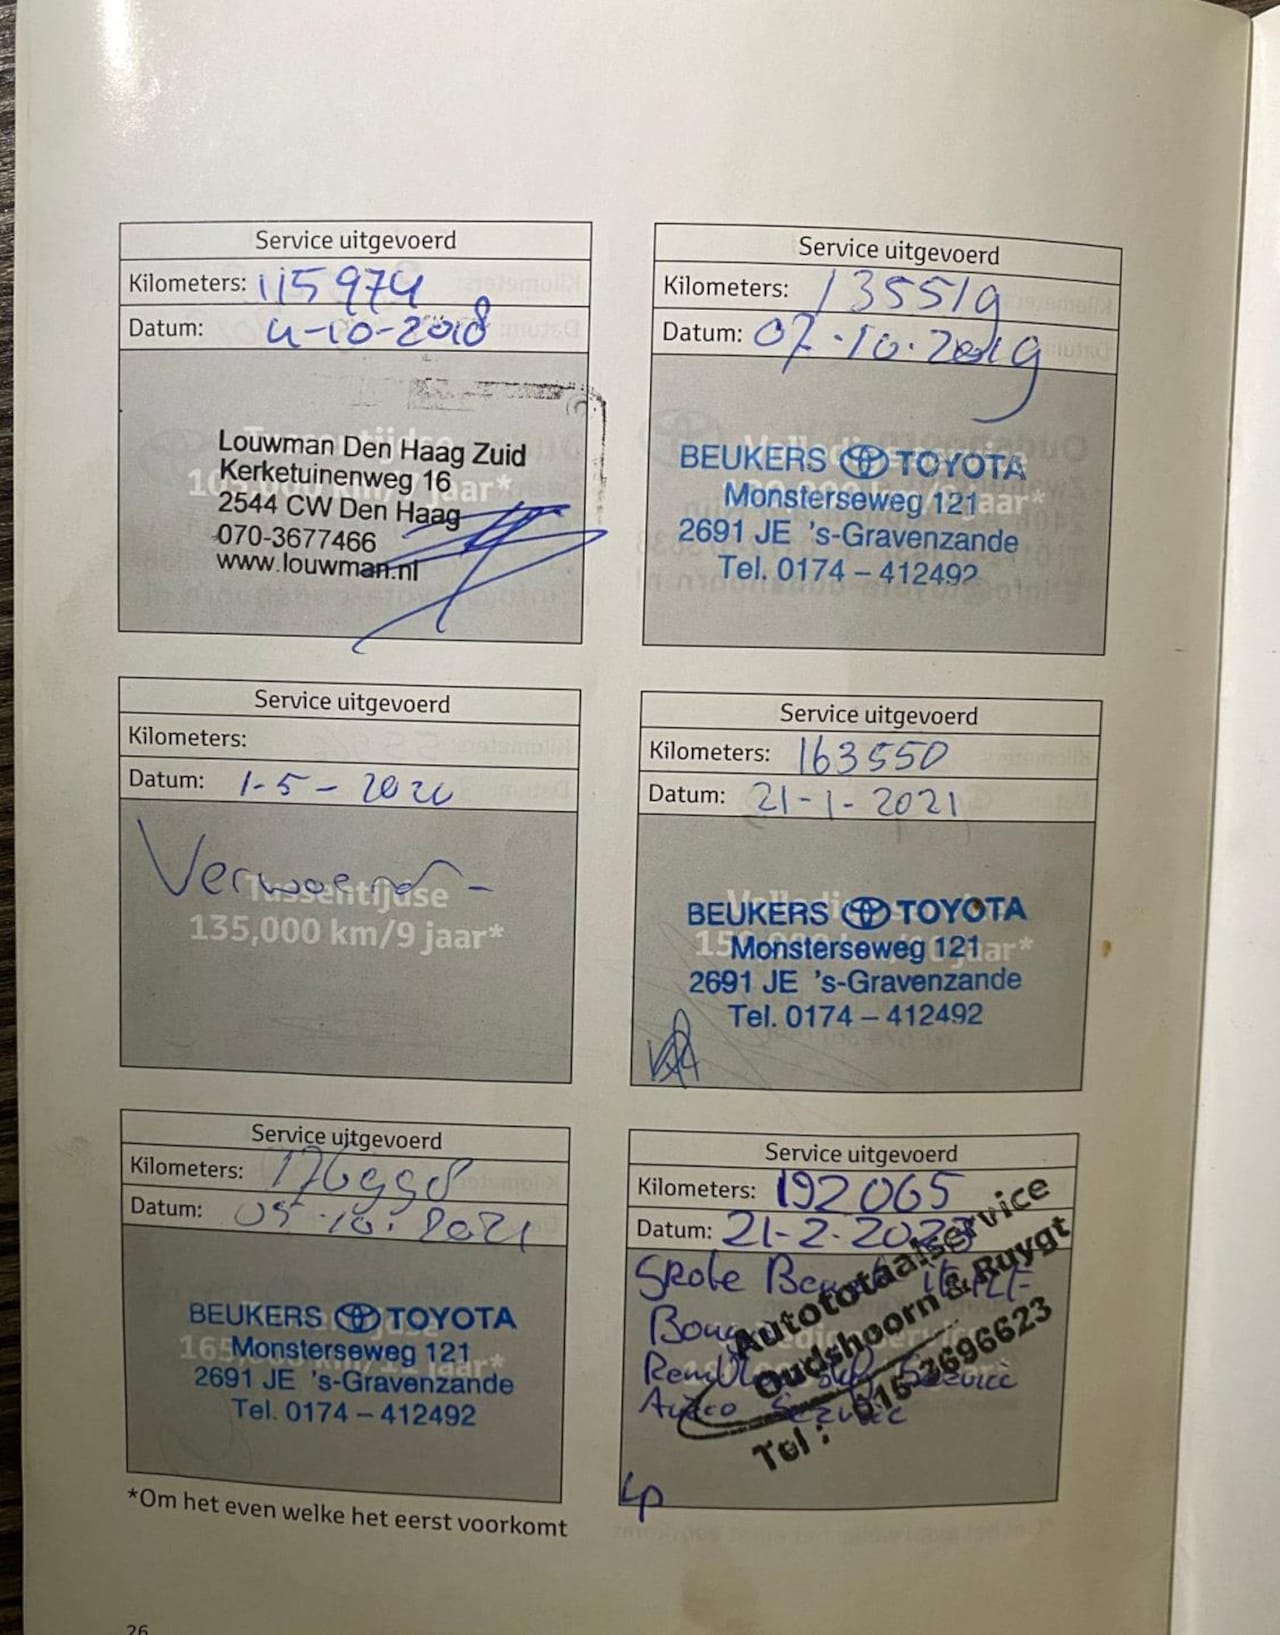 Service uitgevoerd
Kilometers: 115974
Datum: 4-10-2018
Louwman Den Haag Zuid
Kerketuinenweg 16
2544 CW Den Haag
070-3677466
www.louwman.nl
Service uitgevoerd
Kilometers: 135519
Datum: 07-10-2019
BEUKERS TOYOTA
Monsterseweg 121
2691 JE 's-Gravenzande
Tel. 0174 – 412492
Service uitgevoerd
Kilometers:
Datum: 1-5-2020
Tussentijdse
135,000 km/9 jaar*
Service uitgevoerd
Kilometers: 163550
Datum: 21-1-2021
BEUKERS TOYOTA
Monsterseweg 121
2691 JE 's-Gravenzande
Tel. 0174 – 412492
Service uitgevoerd
Kilometers: 176998
Datum: 05-10-2021
BEUKERS TOYOTA
Monsterseweg 121
2691 JE 's-Gravenzande
Tel. 0174 – 412492
Service uitgevoerd
Kilometers: 192065
Datum: 21-2-2023
Grote
Autototaalservice
Oudshoorn & Ruygt
Airco Service
*Om het even welke het eerst voorkomt
26